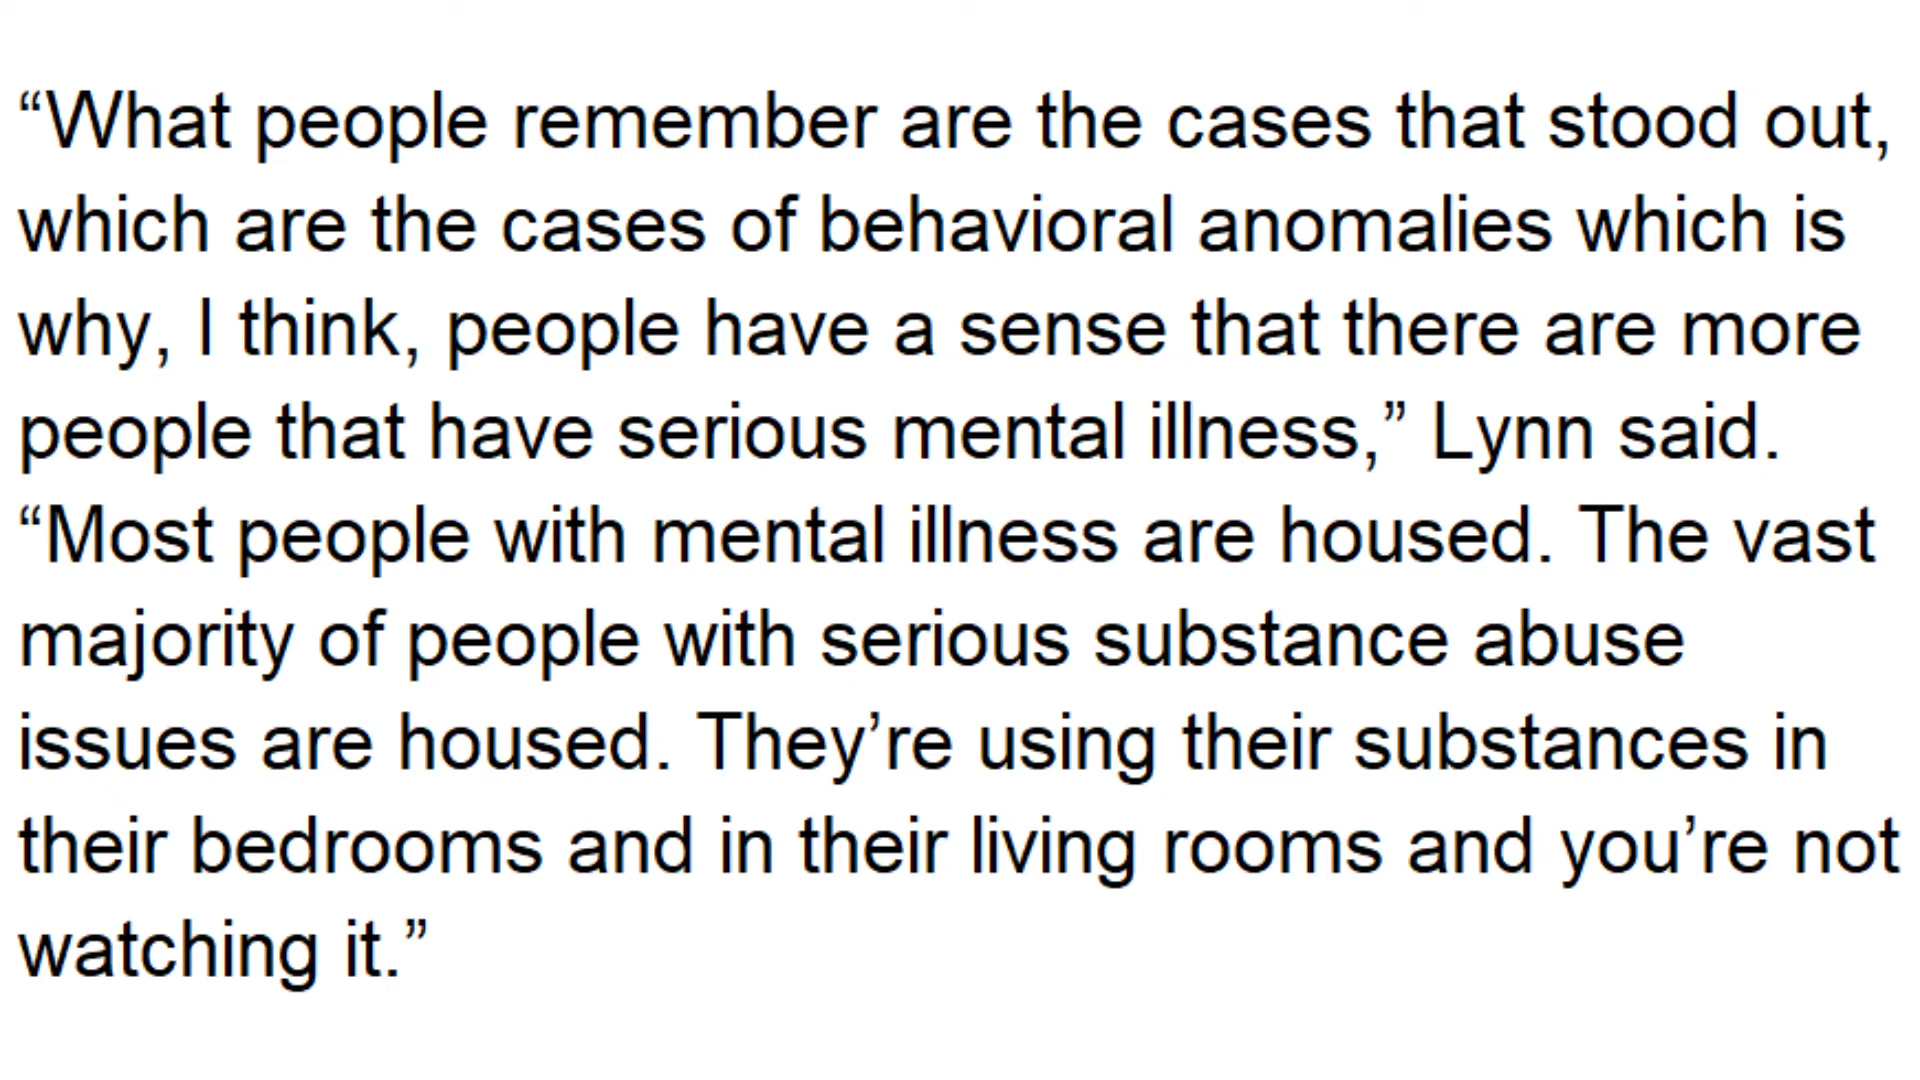 “What people remember are the cases that stood out,
which are the cases of behavioral anomalies which is
why, I think, people have a sense that there are more
people that have serious mental illness,” Lynn said.
“Most people with mental illness are housed. The vast
majority of people with serious substance abuse
issues are housed. They’re using their substances in
their bedrooms and in their living rooms and you’re not
watching it.”